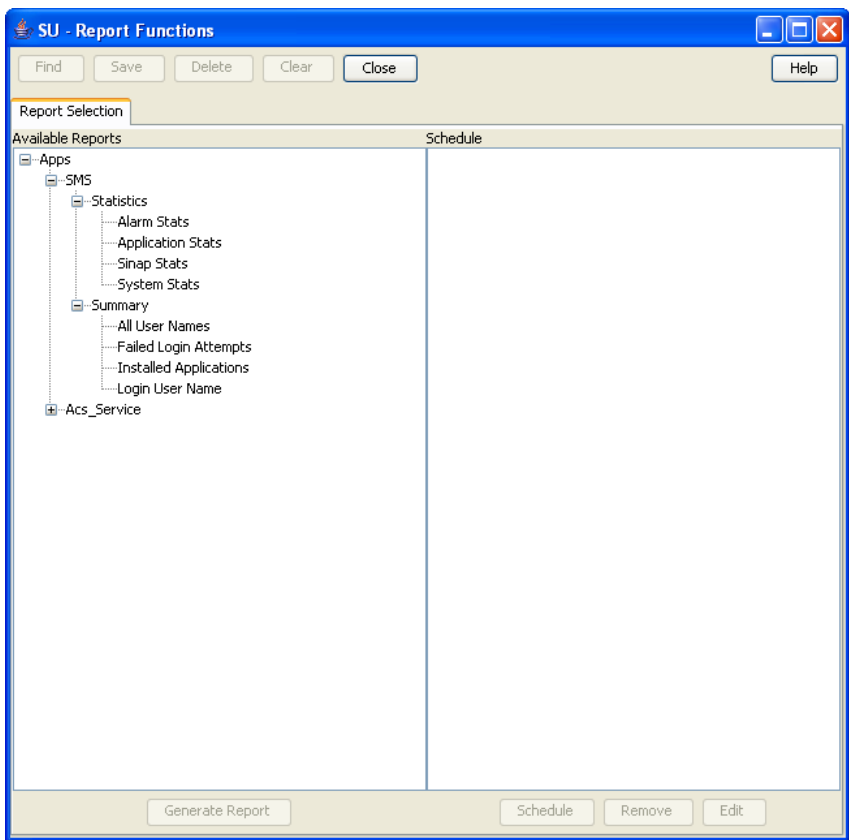 SU - Report Functions
Find Save Delete Clear Close Help
Report Selection
Available Reports Schedule
Apps
SMS
Statistics
Alarm Stats
Application Stats
Sinap Stats
System Stats
Summary
All User Names
Failed Login Attempts
Installed Applications
Login User Name
Acs_Service
Generate Report Schedule Remove Edit